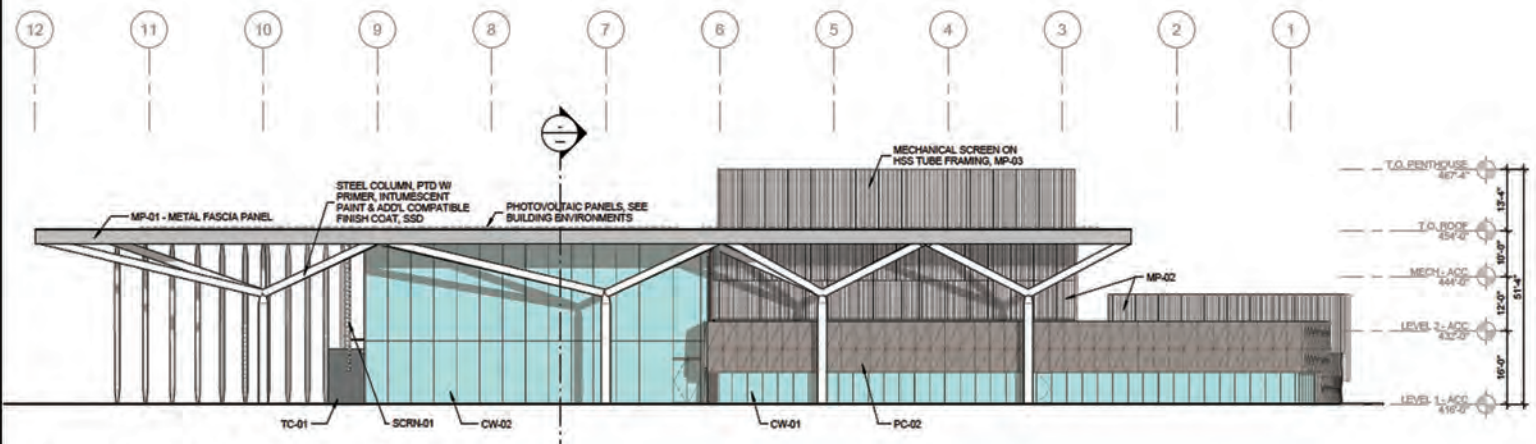 12 11 10 9 8 7 6 5 4 3 2 1
MECHANICAL SCREEN ON
HSS TUBE FRAMING, MP-03
T.O. PENTHOUSE
467'-4"
STEEL COLUMN, PTD W/
PRIMER, INTUMESCENT
PAINT & ADD'L COMPATIBLE
FINISH COAT, SSD
PHOTOVOLTAIC PANELS, SEE
BUILDING ENVIRONMENTS
MP-01 - METAL FASCIA PANEL
13'-4"
T.O. ROOF
454'-0"
10'-0"
MECH - ACC
444'-0"
MP-02
51'-4"
12'-0"
LEVEL 2 - ACC
432'-0"
16'-0"
LEVEL 1 - ACC
416'-0"
TC-01
SCRN-01
CW-02
CW-01
PC-02